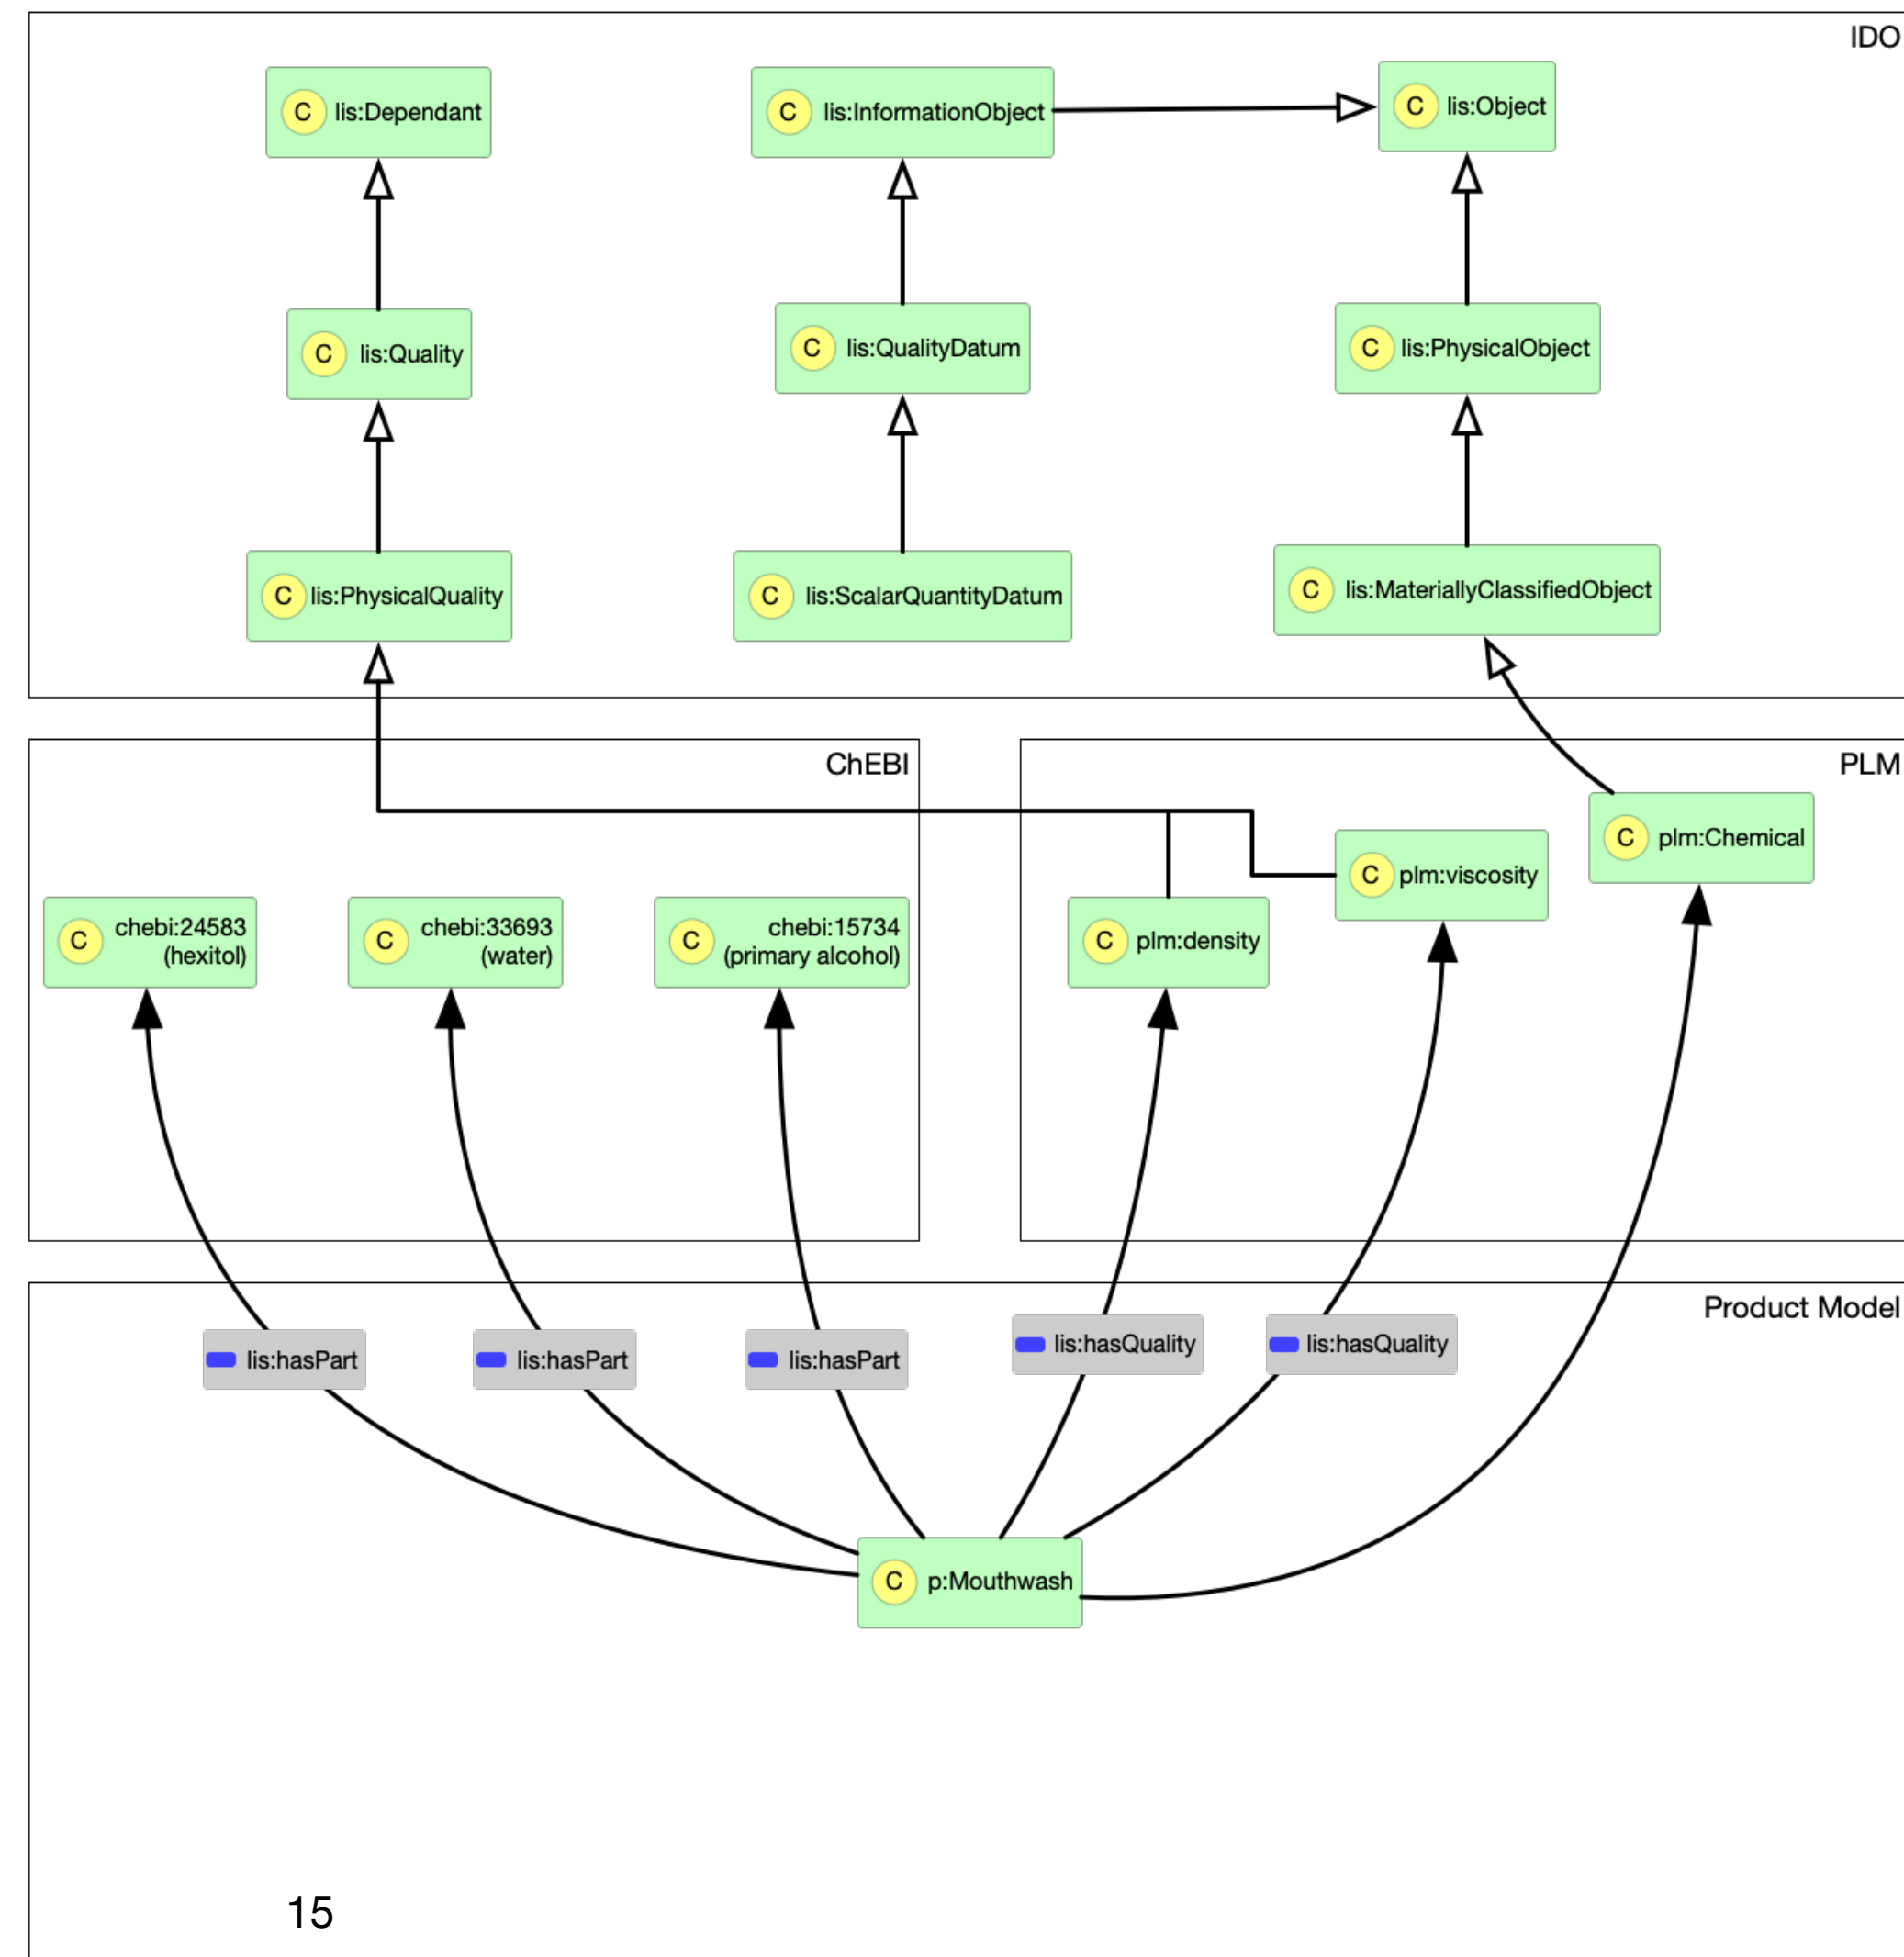 IDO
C lis:Dependant
C lis:InformationObject
C lis:Object
C lis:Quality
C lis:QualityDatum
C lis:PhysicalObject
C lis:PhysicalQuality
C lis:ScalarQuantityDatum
C lis:MateriallyClassifiedObject
ChEBI
PLM
C plm:Chemical
C plm:viscosity
C chebi:24583
(hexitol)
C chebi:33693
(water)
C chebi:15734
(primary alcohol)
C plm:density
Product Model
lis:hasPart
lis:hasPart
lis:hasPart
lis:hasQuality
lis:hasQuality
C p:Mouthwash
15